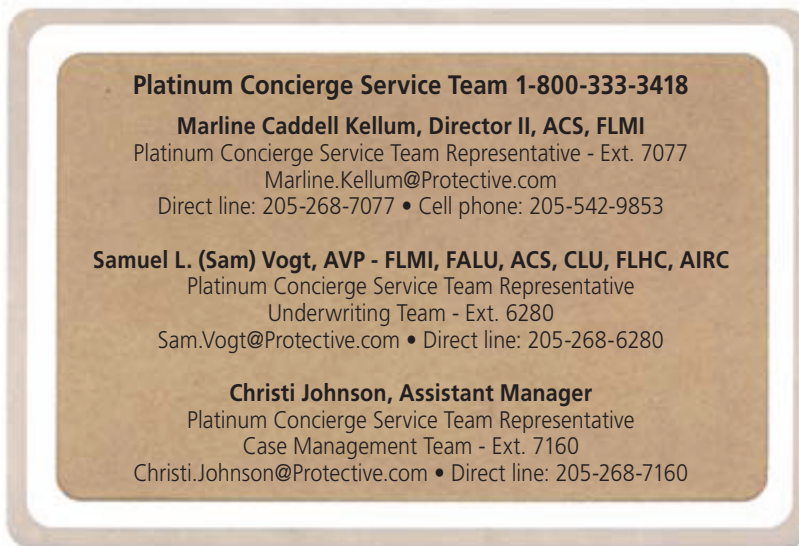 Platinum Concierge Service Team 1-800-333-3418
Marline Caddell Kellum, Director II, ACS, FLMI
Platinum Concierge Service Team Representative - Ext. 7077
Marline.Kellum@Protective.com
Direct line: 205-268-7077 • Cell phone: 205-542-9853
Samuel L. (Sam) Vogt, AVP - FLMI, FALU, ACS, CLU, FLHC, AIRC
Platinum Concierge Service Team Representative
Underwriting Team - Ext. 6280
Sam.Vogt@Protective.com • Direct line: 205-268-6280
Christi Johnson, Assistant Manager
Platinum Concierge Service Team Representative
Case Management Team - Ext. 7160
Christi.Johnson@Protective.com • Direct line: 205-268-7160